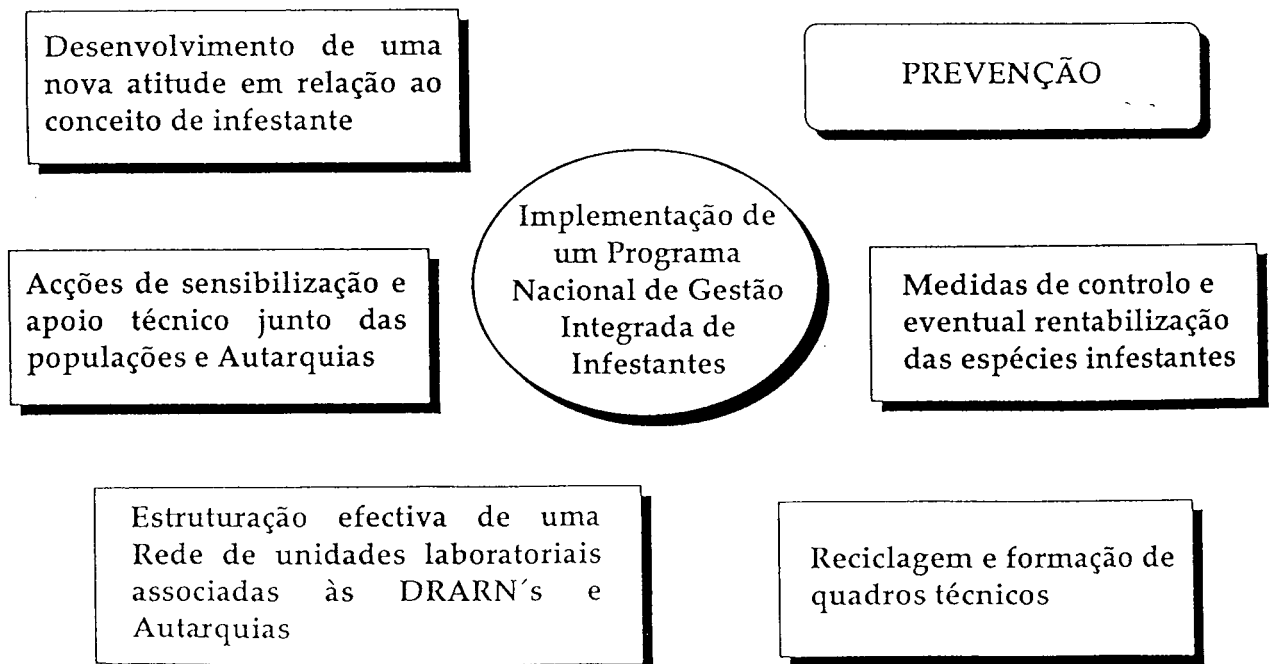 Desenvolvimento de uma
nova atitude em relação ao
conceito de infestante
PREVENÇÃO
Implementação de
um Programa
Nacional de Gestão
Integrada de
Infestantes
Acções de sensibilização e
apoio técnico junto das
populações e Autarquias
Medidas de controlo e
eventual rentabilização
das espécies infestantes
Estruturação efectiva de uma
Rede de unidades laboratoriais
associadas às DRARN´s e
Autarquias
Reciclagem e formação de
quadros técnicos